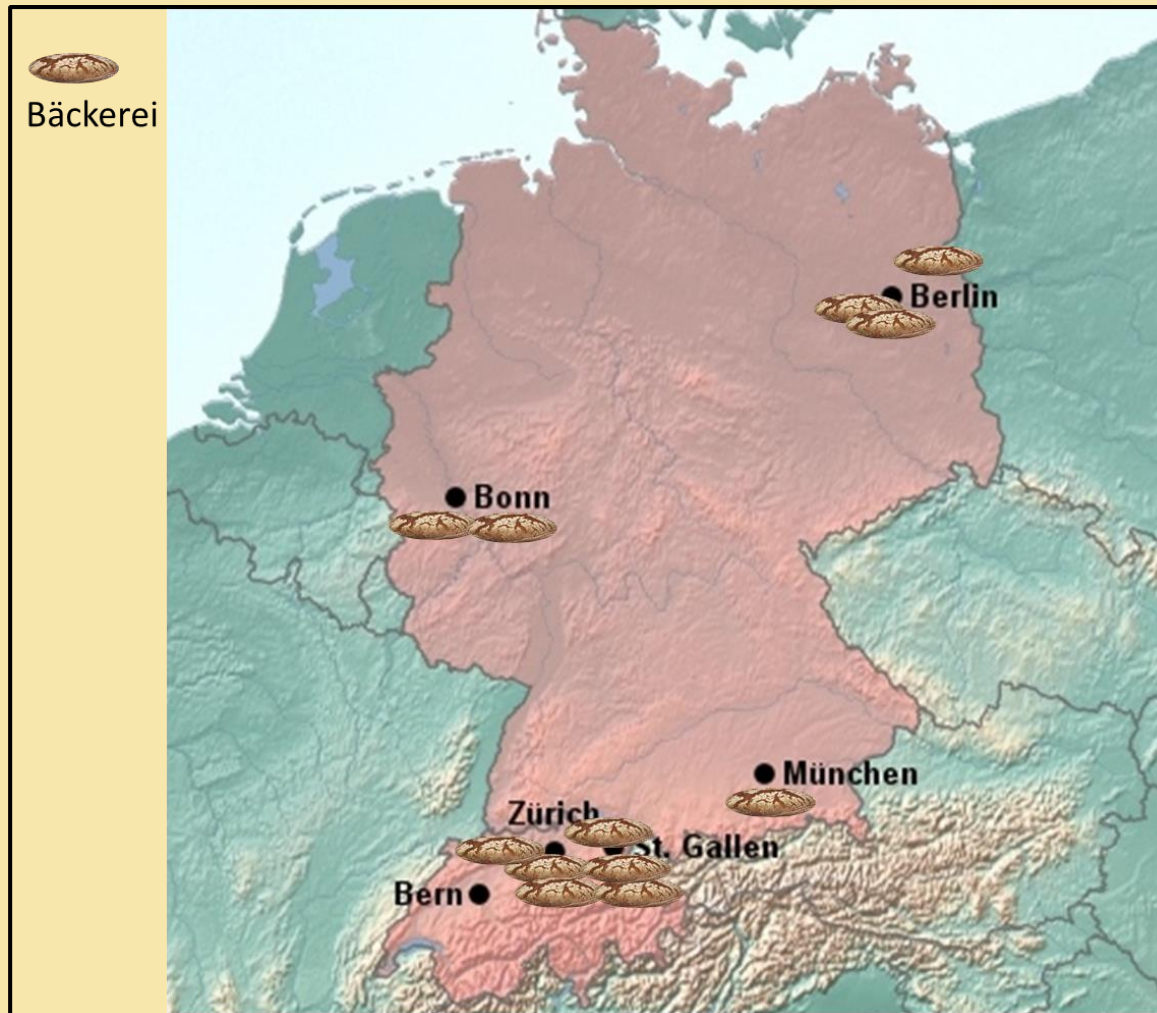 Bäckerei
Berlin
Bonn
München
Zürich
St. Gallen
Bern